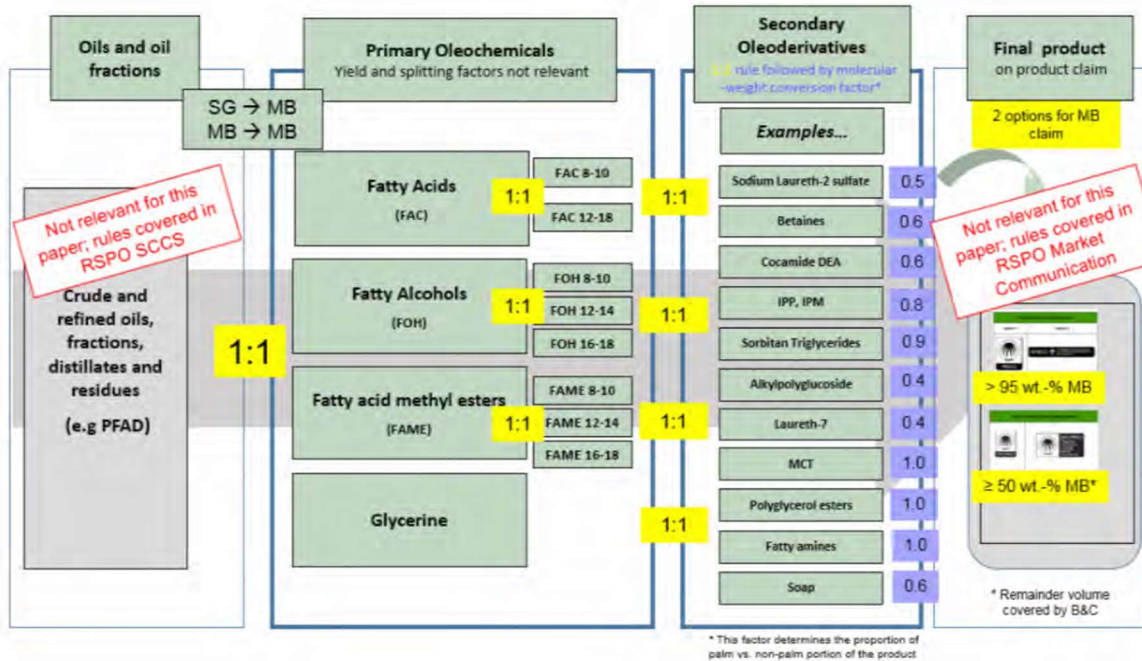 Oils and oil
fractions
Primary Oleochemicals
Yield and splitting factors not relevant
Secondary
Oleoderivatives
1:1 rule followed by molecular
-weight conversion factor*
Final product
on product claim
SG → MB
MB → MB
Examples...
2 options for MB
claim
Not relevant for this
paper; rules covered in
RSPO SCCS
Crude and
refined oils,
fractions,
distillates and
residues
(e.g PFAD)
1:1
Fatty Acids
(FAC)
1:1
FAC 8-10
FAC 12-18
1:1
Fatty Alcohols
(FOH)
1:1
FOH 8-10
FOH 12-14
FOH 16-18
1:1
Fatty acid methyl esters
(FAME)
1:1
FAME 8-10
FAME 12-14
FAME 16-18
1:1
Glycerine
1:1
Sodium Laureth-2 sulfate 0.5
Betaines 0.6
Cocamide DEA 0.6
IPP, IPM 0.8
Sorbitan Triglycerides 0.9
Alkylpolyglucoside 0.4
Laureth-7 0.4
MCT 1.0
Polyglycerol esters 1.0
Fatty amines 1.0
Soap 0.6
* This factor determines the proportion of
palm vs. non-palm portion of the product
Not relevant for this
paper; rules covered in
RSPO Market
Communication
> 95 wt.-% MB
≥ 50 wt.-% MB*
* Remainder volume
covered by B&C